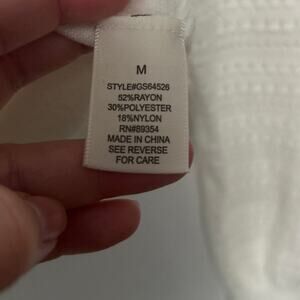 M
STYLE#GS64526
52%RAYON
30%POLYESTER
18%NYLON
RN#89354
MADE IN CHINA
SEE REVERSE
FOR CARE